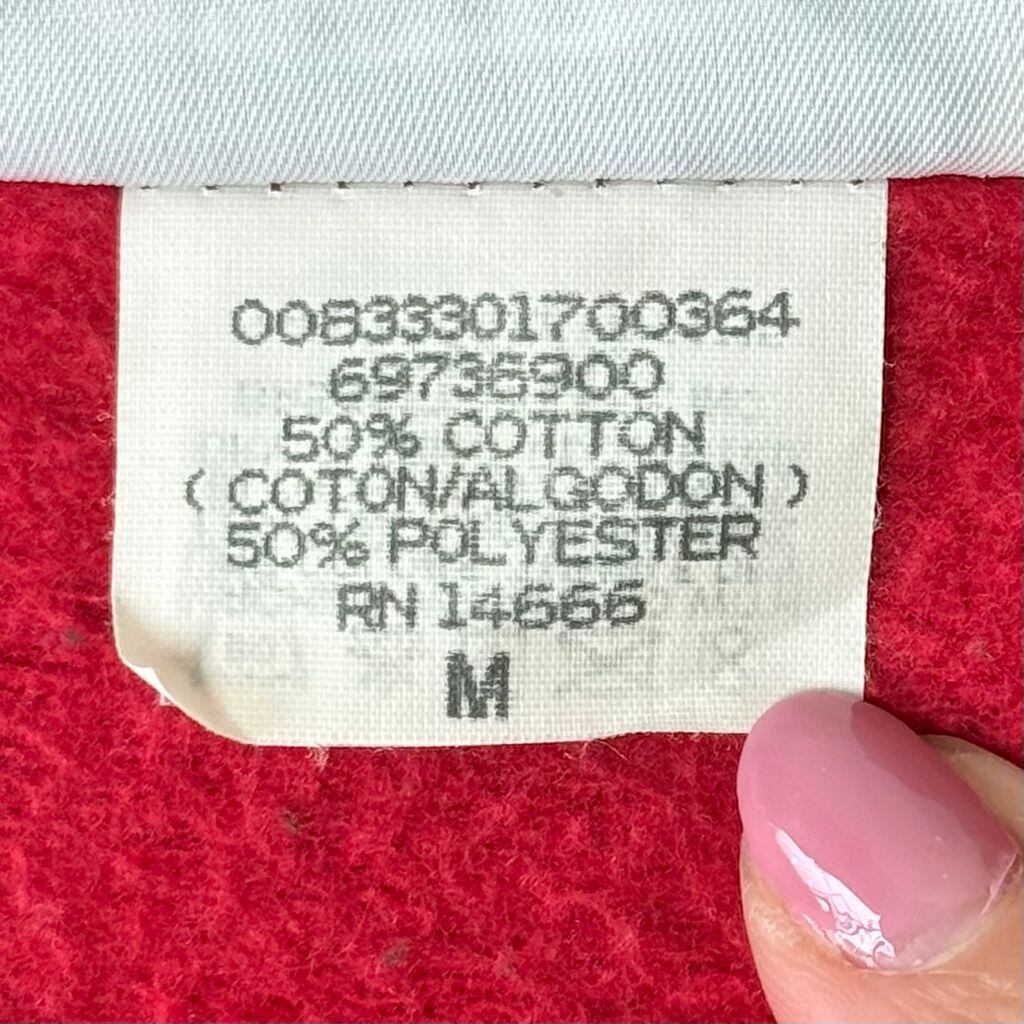 00833301700364
69736900
50% COTTON
( COTON/ALGODON )
50% POLYESTER
RN 14666
M